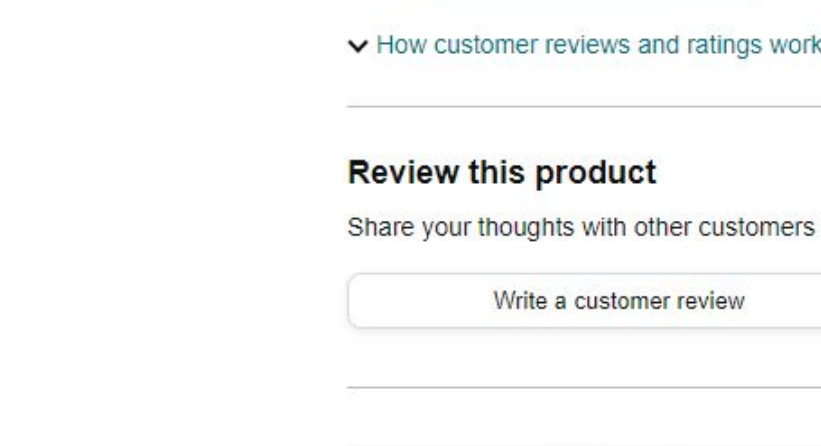 How customer reviews and ratings work
Review this product
Share your thoughts with other customers
Write a customer review